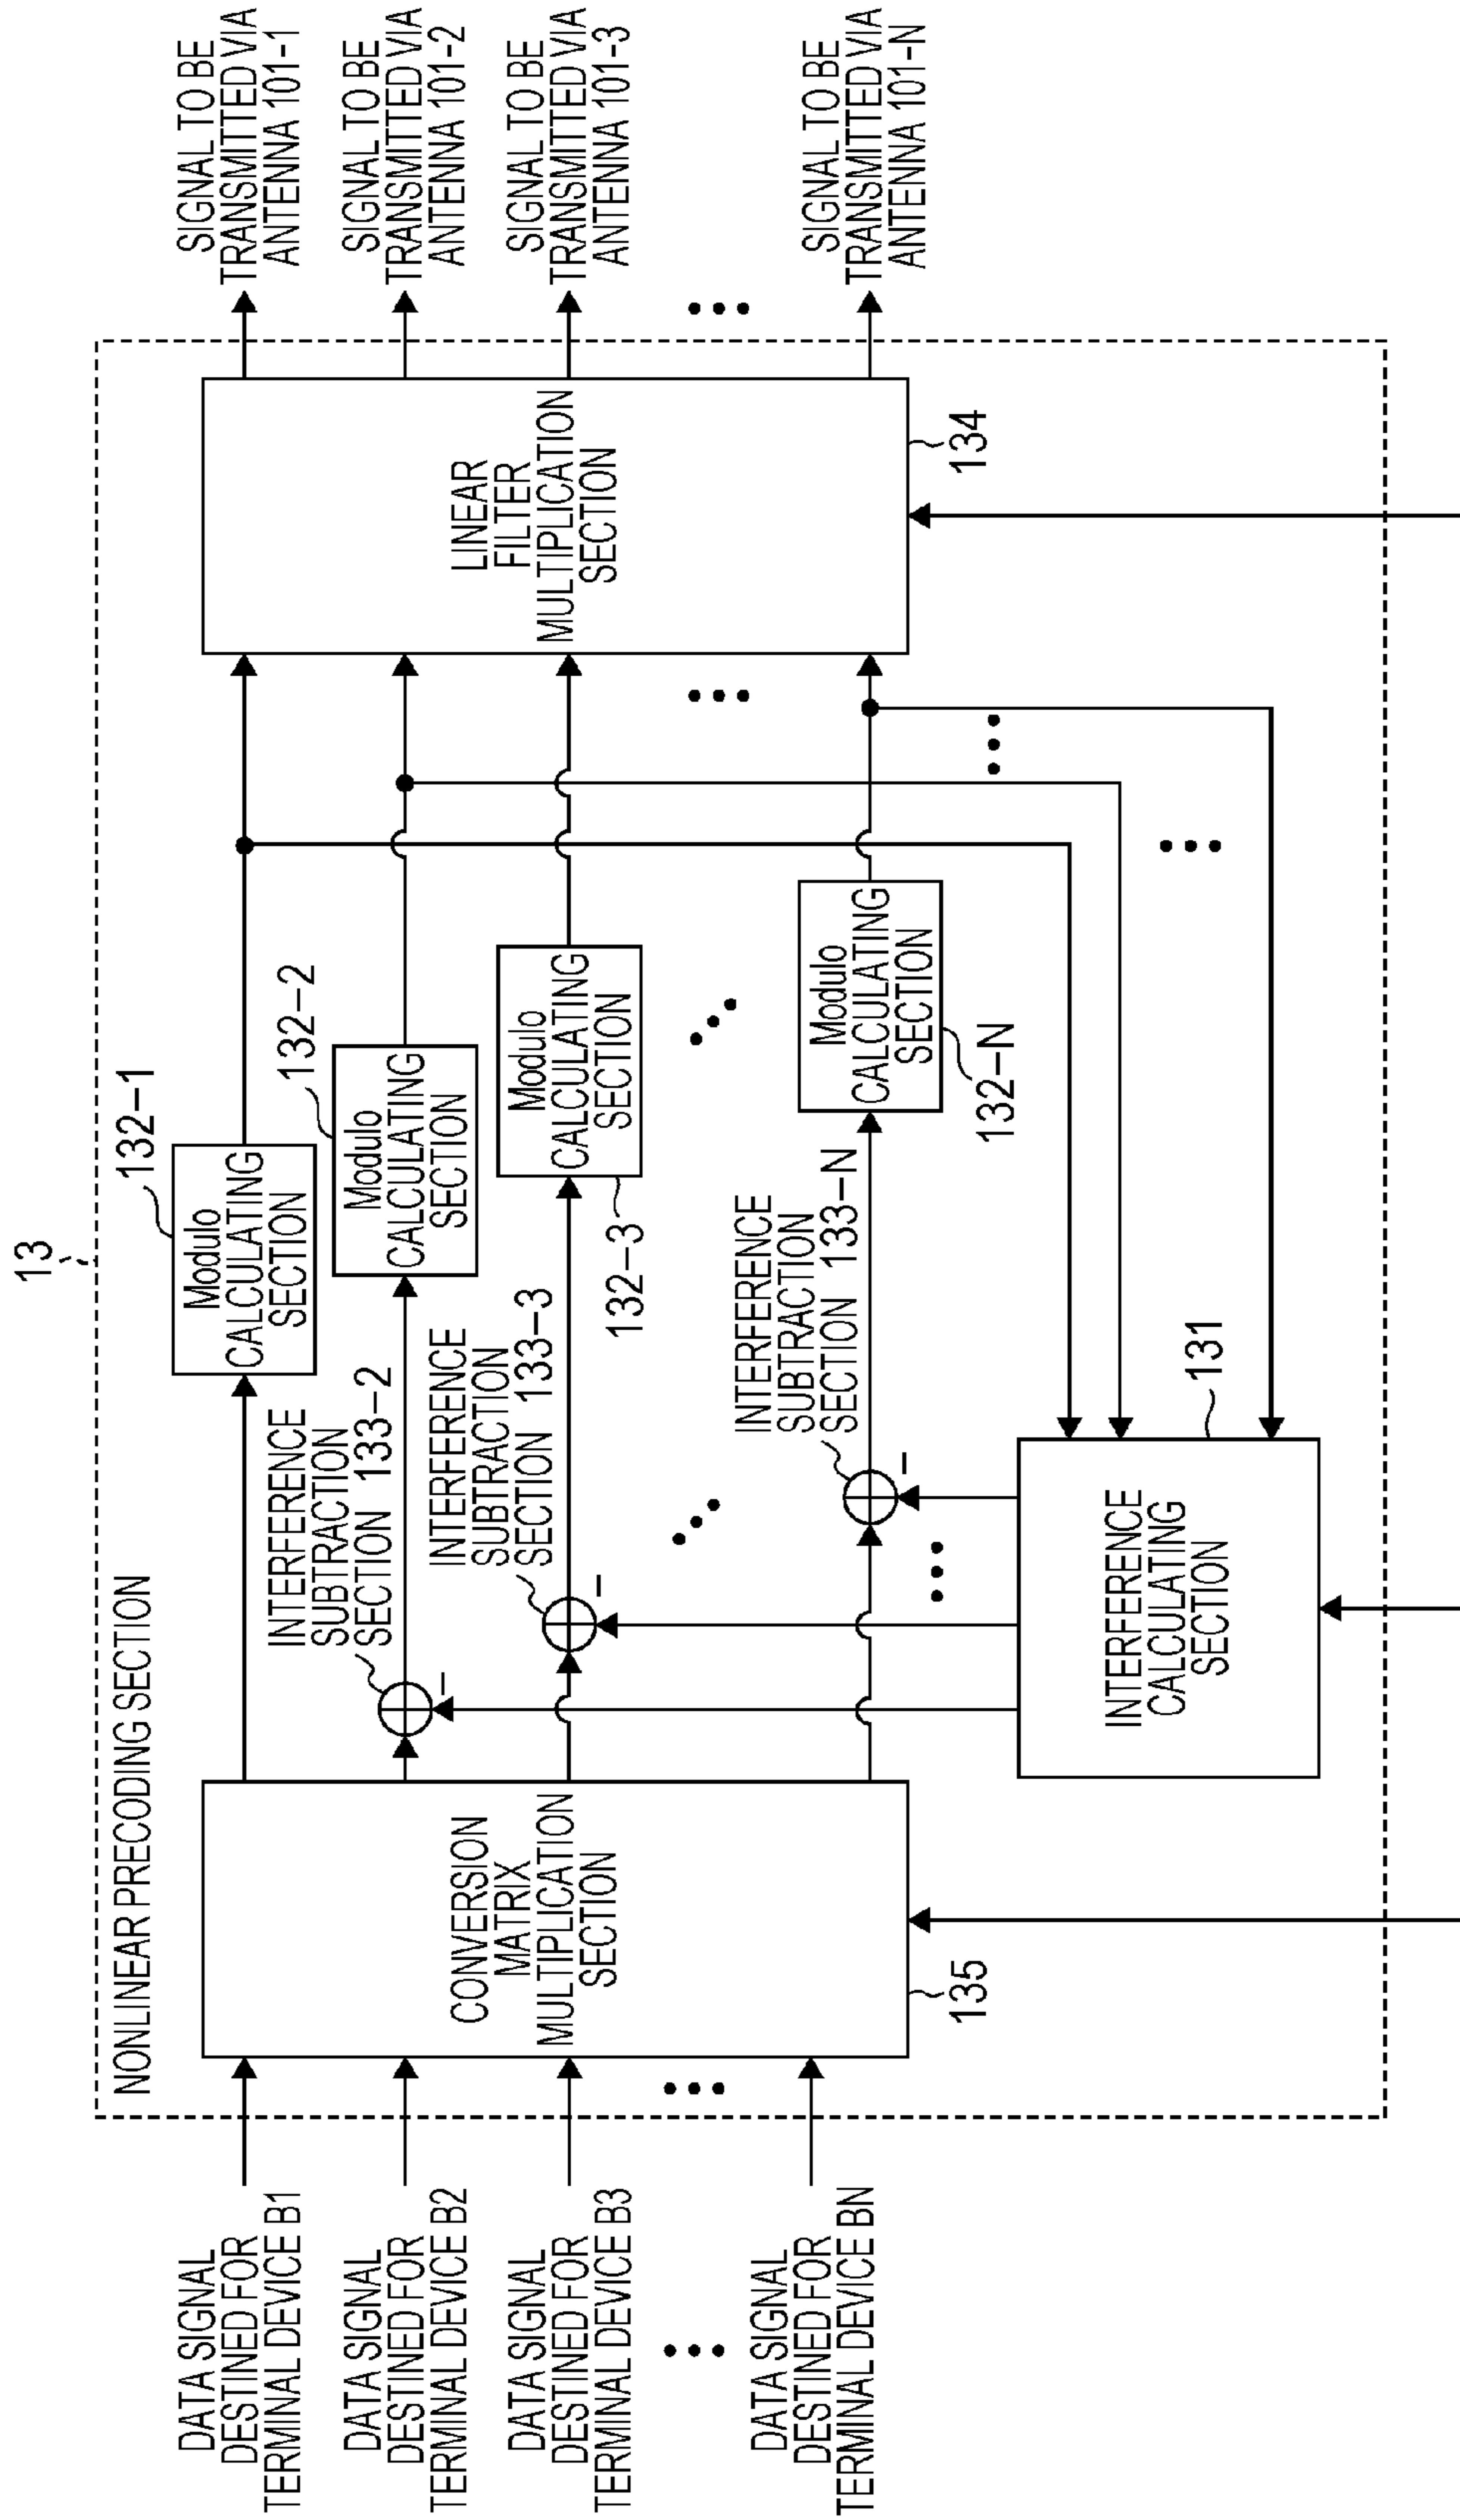 13
NONLINEAR PRECODING SECTION
DATA SIGNAL
DESTINED FOR
TERMINAL DEVICE B1
DATA SIGNAL
DESTINED FOR
TERMINAL DEVICE B2
DATA SIGNAL
DESTINED FOR
TERMINAL DEVICE B3
DATA SIGNAL
DESTINED FOR
TERMINAL DEVICE BN
CONVERSION
MATRIX
MULTIPLICATION
SECTION
135
INTERFERENCE
SUBTRACTION
SECTION 133-2
INTERFERENCE
SUBTRACTION
SECTION 133-3
INTERFERENCE
SUBTRACTION
SECTION 133-N
–
–
–
132-1
Modulo
CALCULATING
SECTION
132-2
Modulo
CALCULATING
SECTION
Modulo
CALCULATING
SECTION
132-3
Modulo
CALCULATING
SECTION
132-N
INTERFERENCE
CALCULATING
SECTION
131
LINEAR
FILTER
MULTIPLICATION
SECTION
134
SIGNAL TO BE
TRANSMITTED VIA
ANTENNA 101-1
SIGNAL TO BE
TRANSMITTED VIA
ANTENNA 101-2
SIGNAL TO BE
TRANSMITTED VIA
ANTENNA 101-3
SIGNAL TO BE
TRANSMITTED VIA
ANTENNA 101-N